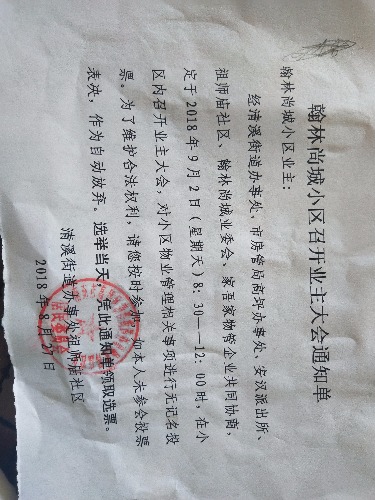 翰林尚城小区召开业主大会通知单
翰林尚城小区业主：
经清溪街道办事处、市房管局高坪办事处、安汉派出所、
祖师庙社区、翰林尚城业委会、家吾家物管企业共同协商，
定于2018年9月2日（星期天）8：30——12：00时，在小
区内召开业主大会，对小区物业管理相关事项进行无记名投
票。为了维护合法权利，请您按时参加，如本人未参会投票
表决，作为自动放弃。选举当天，凭此通知单领取选票。
清溪街道办事处祖师庙社区
2018年8月27日